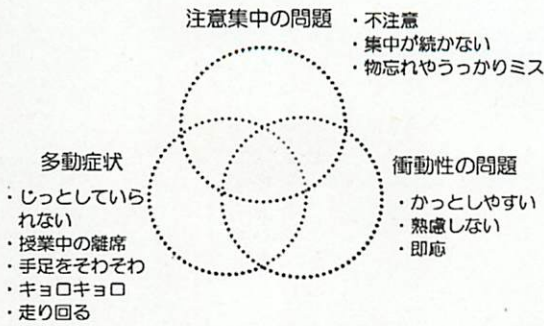 注意集中の問題
・不注意
・集中が続かない
・物忘れやうっかりミス
多動症状
・じっとしていら
れない
・授業中の離席
・手足をそわそわ
・キョロキョロ
・走り回る
衝動性の問題
・かっとしやすい
・熟慮しない
・即応